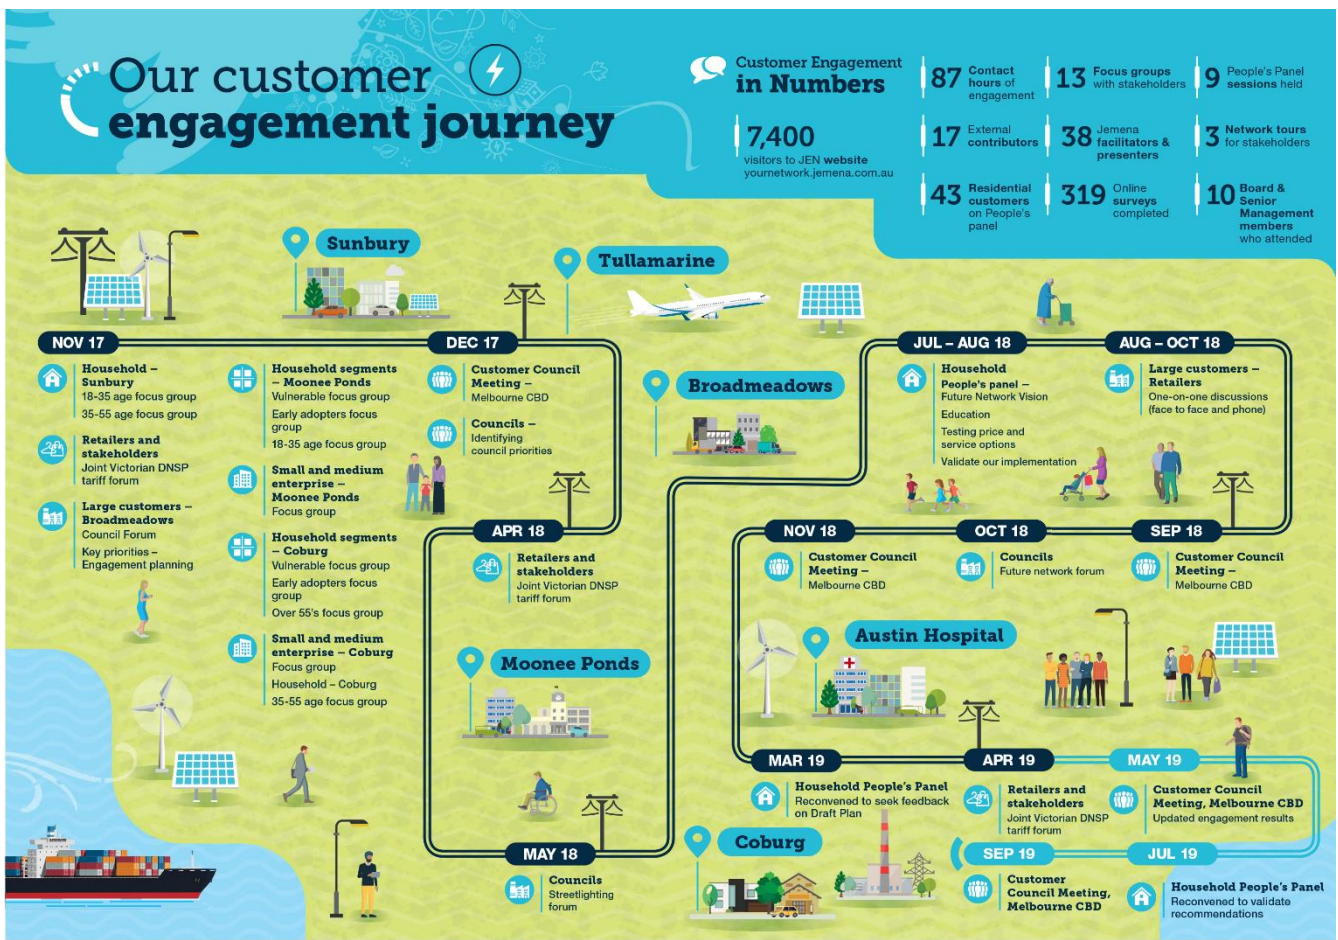 Our customer
engagement journey
Customer Engagement
in Numbers
7,400
visitors to JEN website
yournetwork.jemena.com.au
87 Contact
hours of
engagement
13 Focus groups
with stakeholders
9 People's Panel
sessions held
17 External
contributors
38 Jemena
facilitators &
presenters
3 Network tours
for stakeholders
43 Residential
customers
on People's
panel
319 Online
surveys
completed
10 Board &
Senior
Management
members
who attended
Sunbury
Tullamarine
Broadmeadows
NOV 17
Household –
Sunbury
18-35 age focus group
35-55 age focus group
Retailers and
stakeholders
Joint Victorian DNSP
tariff forum
Large customers –
Broadmeadows
Council Forum
Key priorities –
Engagement planning
Household segments
– Moonee Ponds
Vulnerable focus group
Early adopters focus
group
18-35 age focus group
Small and medium
enterprise –
Moonee Ponds
Focus group
Household segments
– Coburg
Vulnerable focus group
Early adopters focus
group
Over 55's focus group
Small and medium
enterprise – Coburg
Focus group
Household – Coburg
35-55 age focus group
DEC 17
Customer Council
Meeting –
Melbourne CBD
Councils –
Identifying
council priorities
APR 18
Retailers and
stakeholders
Joint Victorian DNSP
tariff forum
Moonee Ponds
MAY 18
Councils
Streetlighting
forum
JUL – AUG 18
Household
People's panel –
Future Network Vision
Education
Testing price and
service options
Validate our implementation
AUG – OCT 18
Large customers –
Retailers
One-on-one discussions
(face to face and phone)
SEP 18
Customer Council
Meeting –
Melbourne CBD
OCT 18
Councils
Future network forum
NOV 18
Customer Council
Meeting –
Melbourne CBD
Austin Hospital
MAR 19
Household People's Panel
Reconvened to seek feedback
on Draft Plan
APR 19
Retailers and
stakeholders
Joint Victorian DNSP
tariff forum
MAY 19
Customer Council
Meeting, Melbourne CBD
Updated engagement results
Coburg
SEP 19
Customer
Council Meeting,
Melbourne CBD
JUL 19
Household People's Panel
Reconvened to validate
recommendations